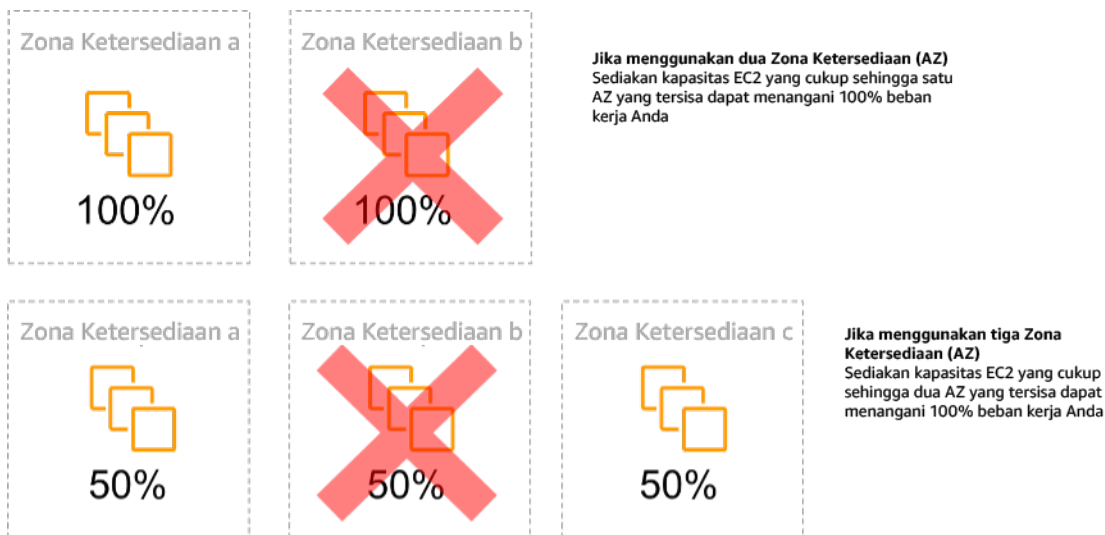 Zona Ketersediaan a
Zona Ketersediaan b
100%
100%
Jika menggunakan dua Zona Ketersediaan (AZ)
Sediakan kapasitas EC2 yang cukup sehingga satu
AZ yang tersisa dapat menangani 100% beban
kerja Anda
Zona Ketersediaan a
Zona Ketersediaan b
Zona Ketersediaan c
50%
50%
50%
Jika menggunakan tiga Zona
Ketersediaan (AZ)
Sediakan kapasitas EC2 yang cukup
sehingga dua AZ yang tersisa dapat
menangani 100% beban kerja Anda